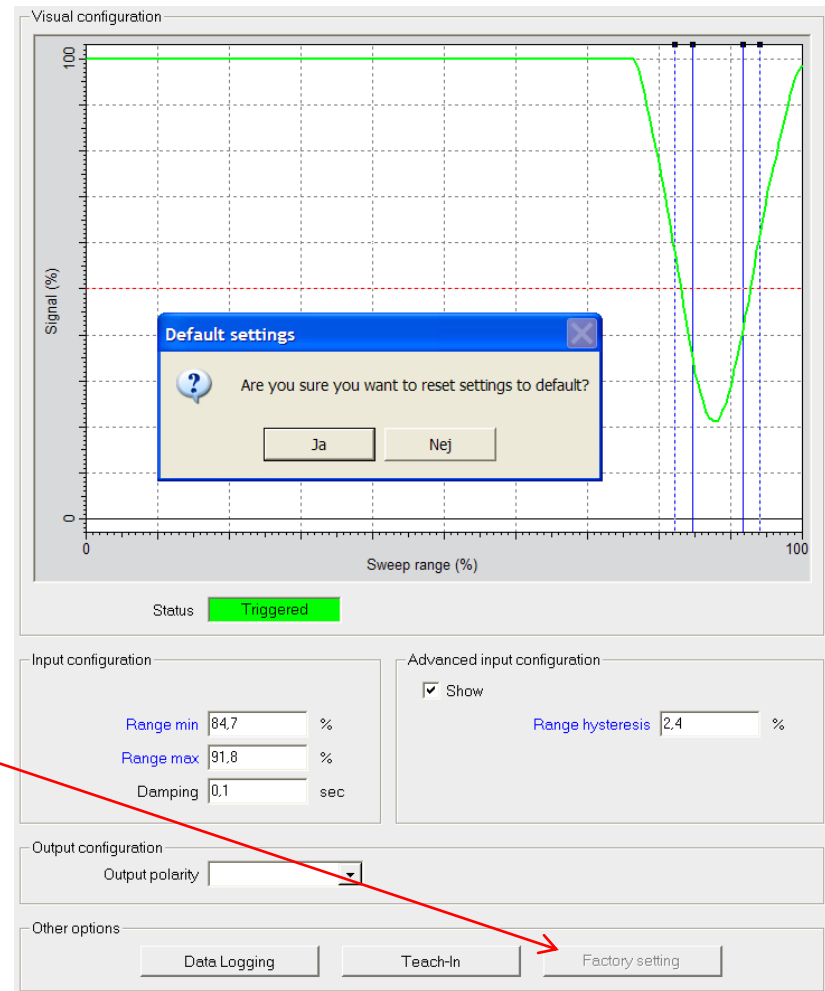 Visual configuration
100
Signal (%)
Default settings
Are you sure you want to reset settings to default?
Ja Nej
0
0 100
Sweep range (%)
Status Triggered
Input configuration
Range min 84,7 %
Range max 91,8 %
Damping 0,1 sec
Advanced input configuration
Show
Range hysteresis 2,4 %
Output configuration
Output polarity
Other options
Data Logging Teach-In Factory setting